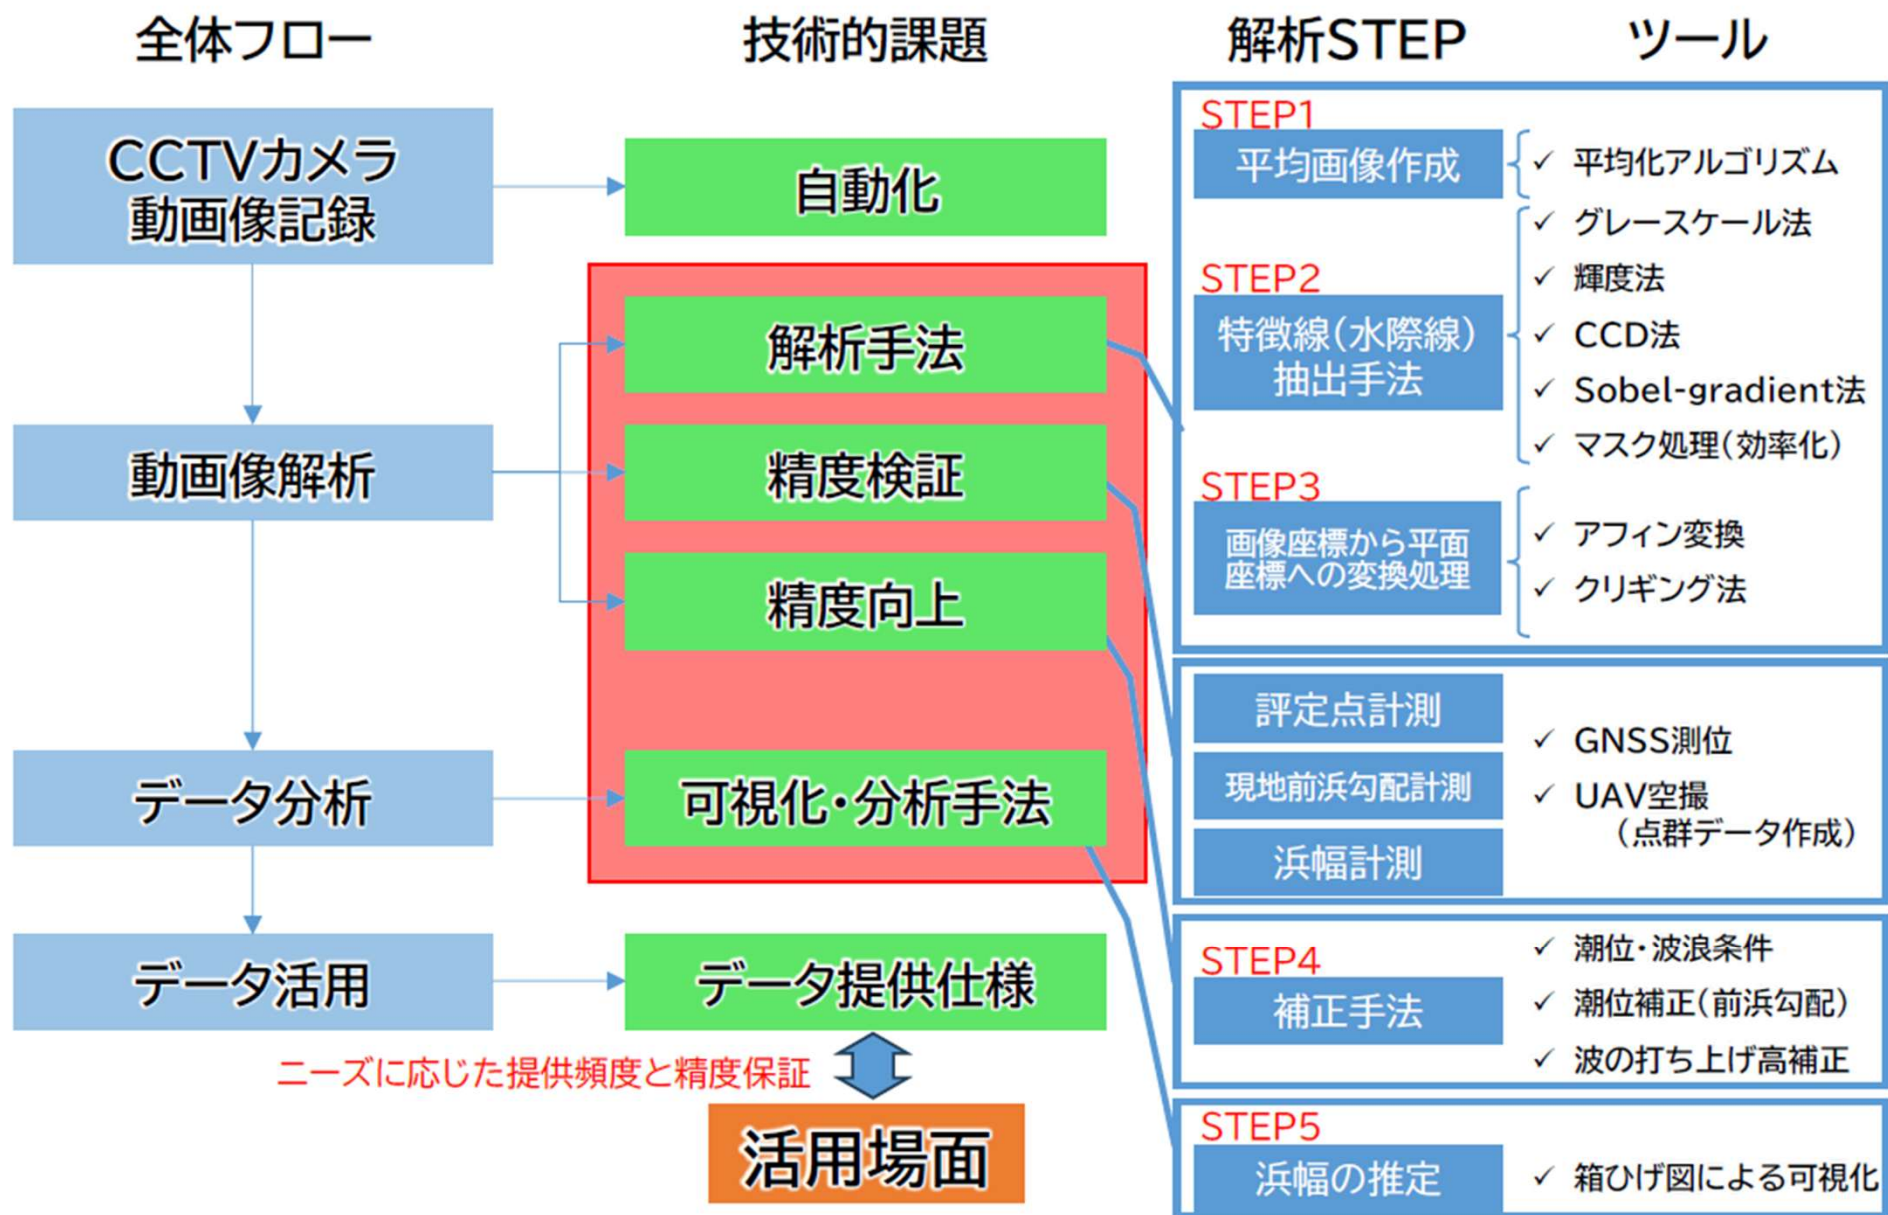 全体フロー
技術的課題
解析STEP
ツール
CCTVカメラ
動画像記録
動画像解析
データ分析
データ活用
自動化
解析手法
精度検証
精度向上
可視化・分析手法
データ提供仕様
ニーズに応じた提供頻度と精度保証
活用場面
STEP1
平均画像作成
✓ 平均化アルゴリズム
STEP2
特徴線(水際線)
抽出手法
✓ グレースケール法
✓ 輝度法
✓ CCD法
✓ Sobel-gradient法
✓ マスク処理(効率化)
STEP3
画像座標から平面
座標への変換処理
✓ アフィン変換
✓ クリギング法
評定点計測
現地前浜勾配計測
浜幅計測
✓ GNSS測位
✓ UAV空撮
(点群データ作成)
STEP4
補正手法
✓ 潮位・波浪条件
✓ 潮位補正(前浜勾配)
✓ 波の打ち上げ高補正
STEP5
浜幅の推定
✓ 箱ひげ図による可視化